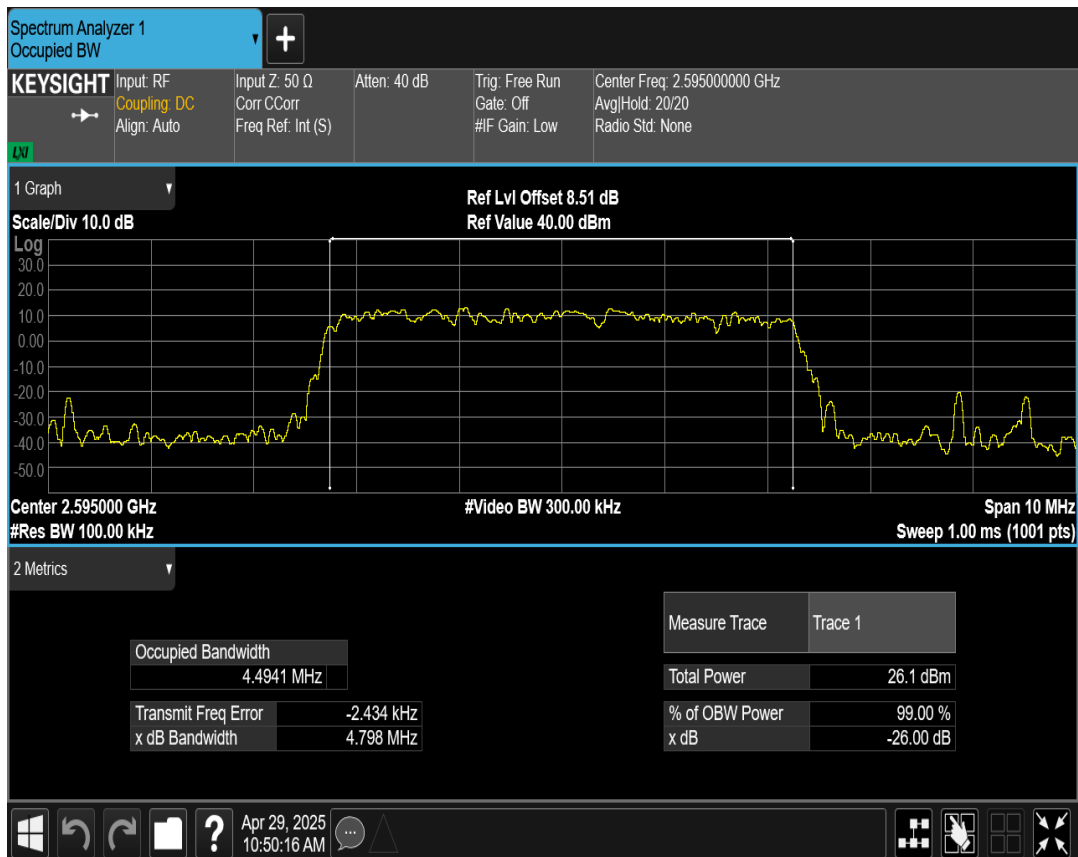 Spectrum Analyzer 1
Occupied BW
+
KEYSIGHT
LXI
Input: RF
Coupling: DC
Align: Auto
Input Z: 50 Ω
Corr CCorr
Freq Ref: Int (S)
Atten: 40 dB
Trig: Free Run
Gate: Off
#IF Gain: Low
Center Freq: 2.595000000 GHz
Avg|Hold: 20/20
Radio Std: None
1 Graph
Scale/Div 10.0 dB
Ref Lvl Offset 8.51 dB
Ref Value 40.00 dBm
Log
30.0
20.0
10.0
0.00
-10.0
-20.0
-30.0
-40.0
-50.0
Center 2.595000 GHz
#Video BW 300.00 kHz
Span 10 MHz
#Res BW 100.00 kHz
Sweep 1.00 ms (1001 pts)
2 Metrics
Occupied Bandwidth
4.4941 MHz
Transmit Freq Error -2.434 kHz
x dB Bandwidth 4.798 MHz
Measure Trace Trace 1
Total Power 26.1 dBm
% of OBW Power 99.00 %
x dB -26.00 dB
?
Apr 29, 2025
10:50:16 AM